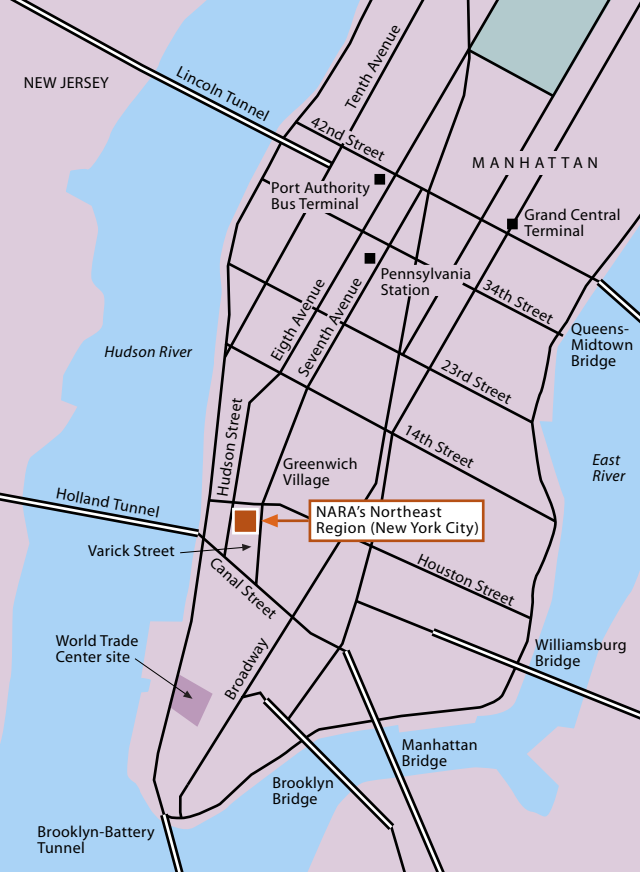 Tenth Avenue
NEW JERSEY
Lincoln Tunnel
42nd Street
MANHATTAN
Port Authority
Bus Terminal
Grand Central
Terminal
Pennsylvania
Station
34th Street
Eigth Avenue
Seventh Avenue
Queens-
Midtown
Bridge
Hudson River
23rd Street
Hudson Street
14th Street
Greenwich
Village
East
River
Holland Tunnel
NARA's Northeast
Region (New York City)
Varick Street
Canal Street
Houston Street
World Trade
Center site
Broadway
Williamsburg
Bridge
Manhattan
Bridge
Brooklyn
Bridge
Brooklyn-Battery
Tunnel